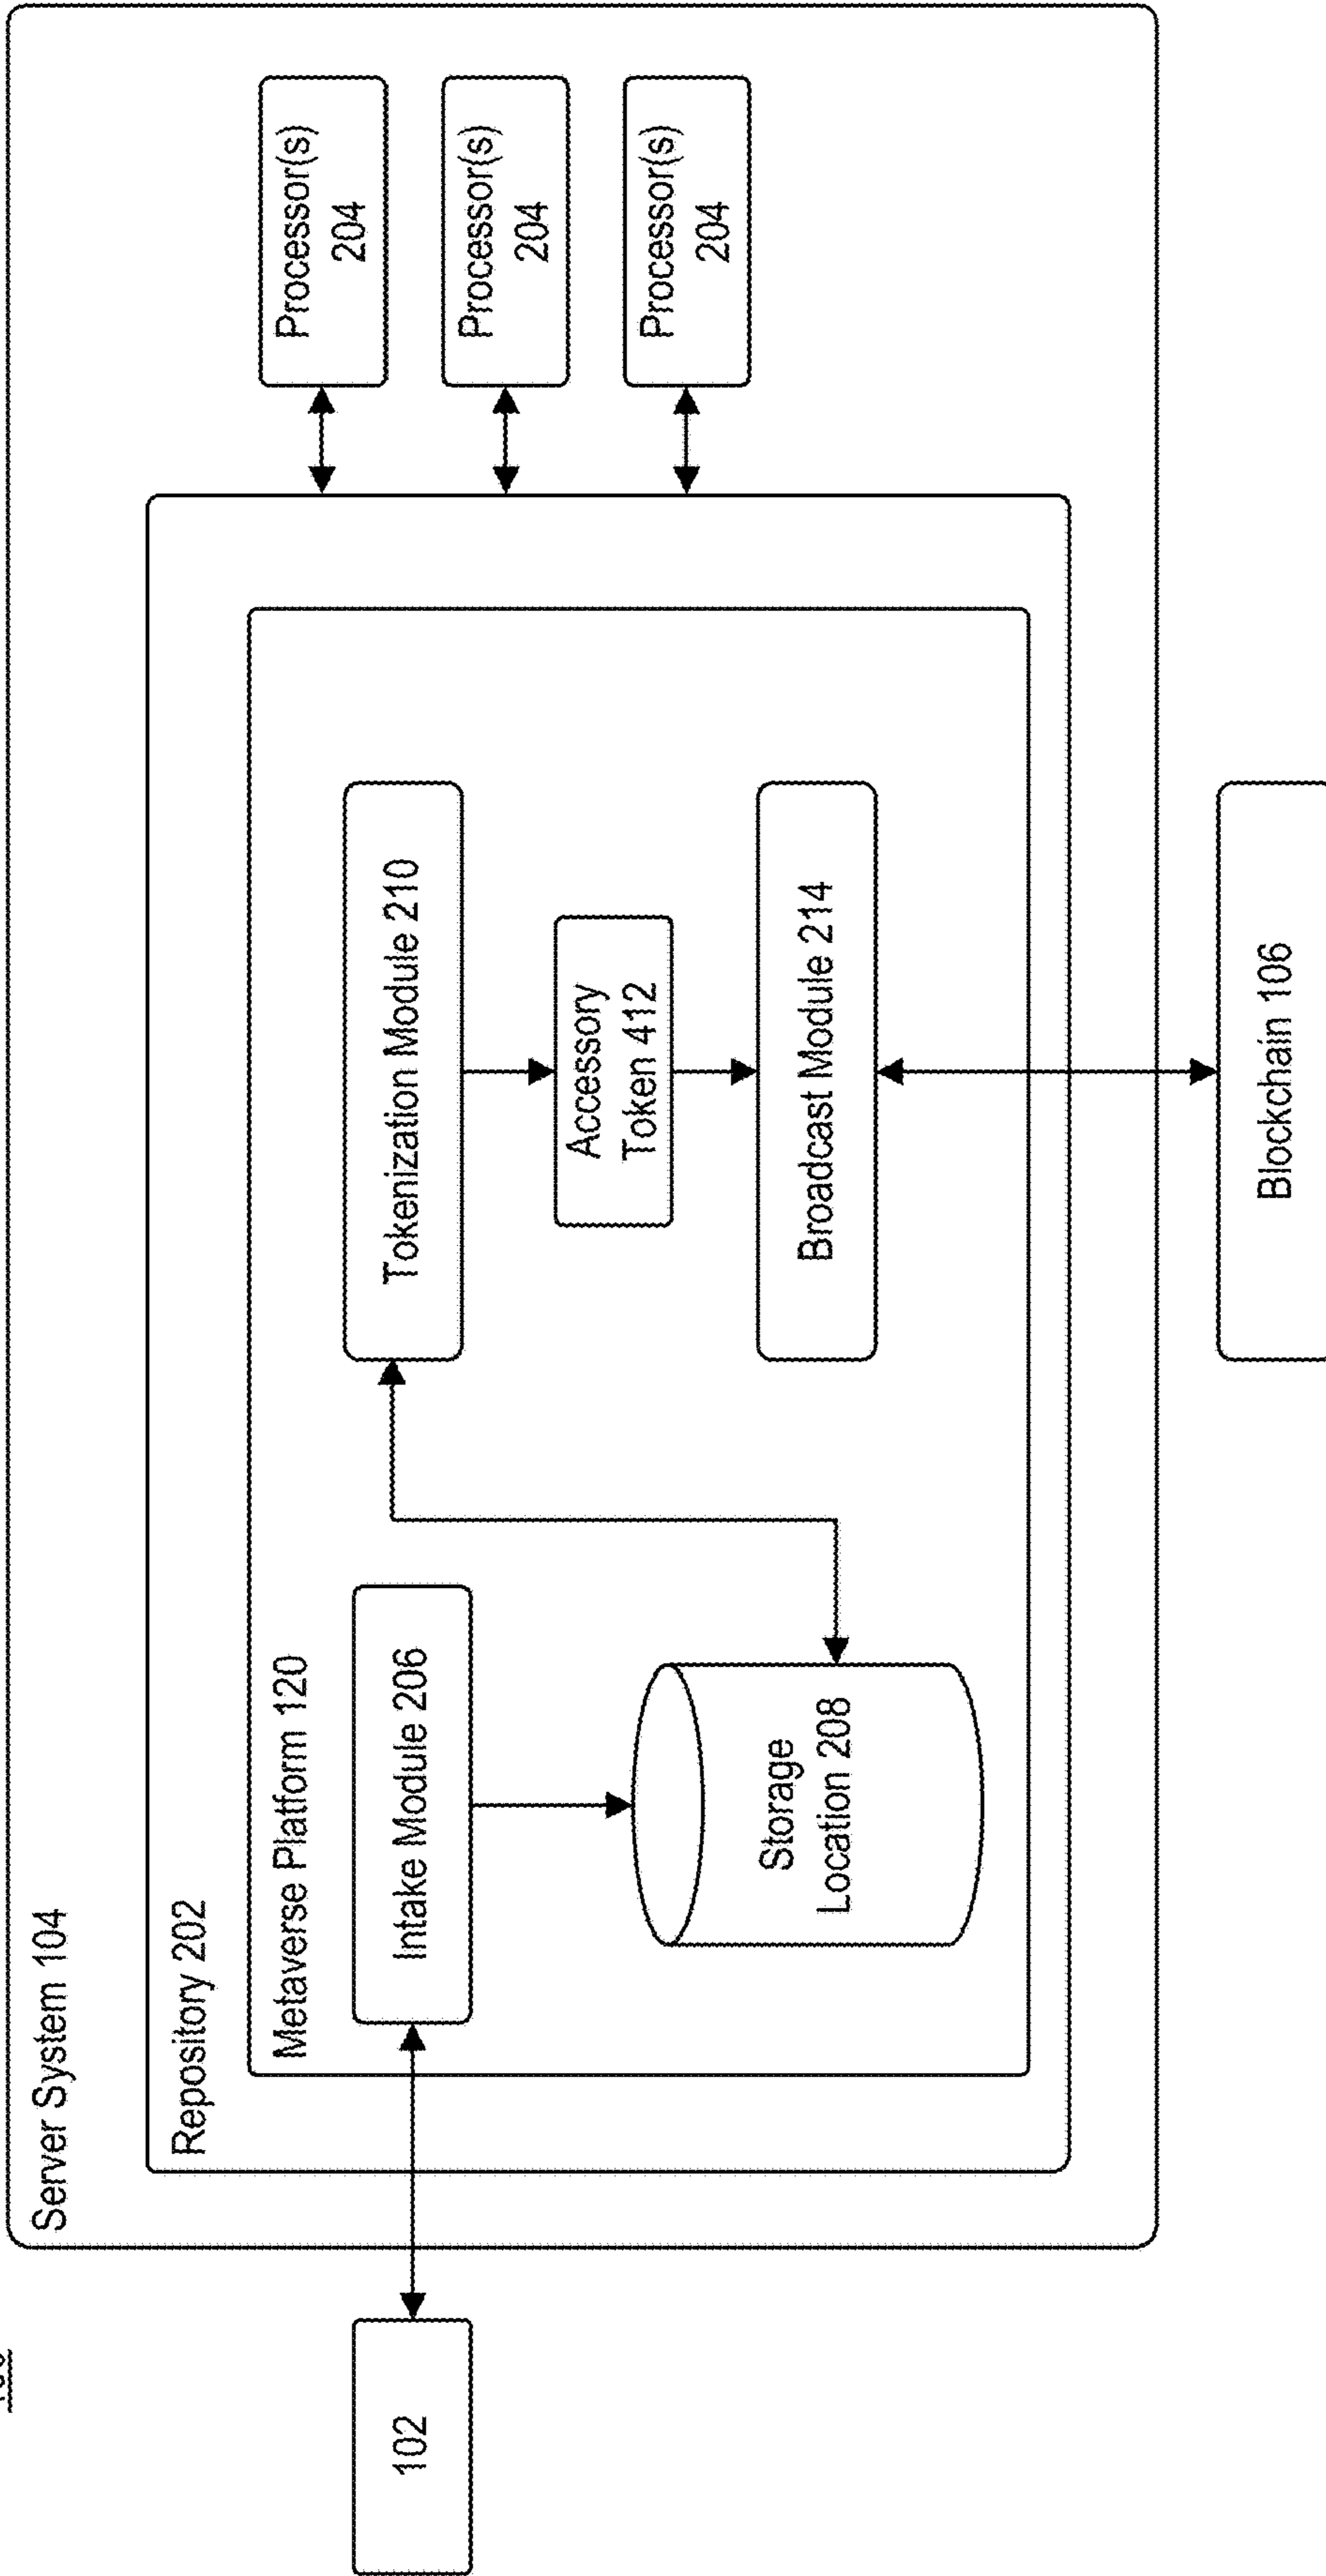 Server System 104
Repository 202
Metaverse Platform 120
102
Intake Module 206
Storage
Location 208
Tokenization Module 210
Accessory
Token 412
Broadcast Module 214
Processor(s)
204
Processor(s)
204
Processor(s)
204
Blockchain 106